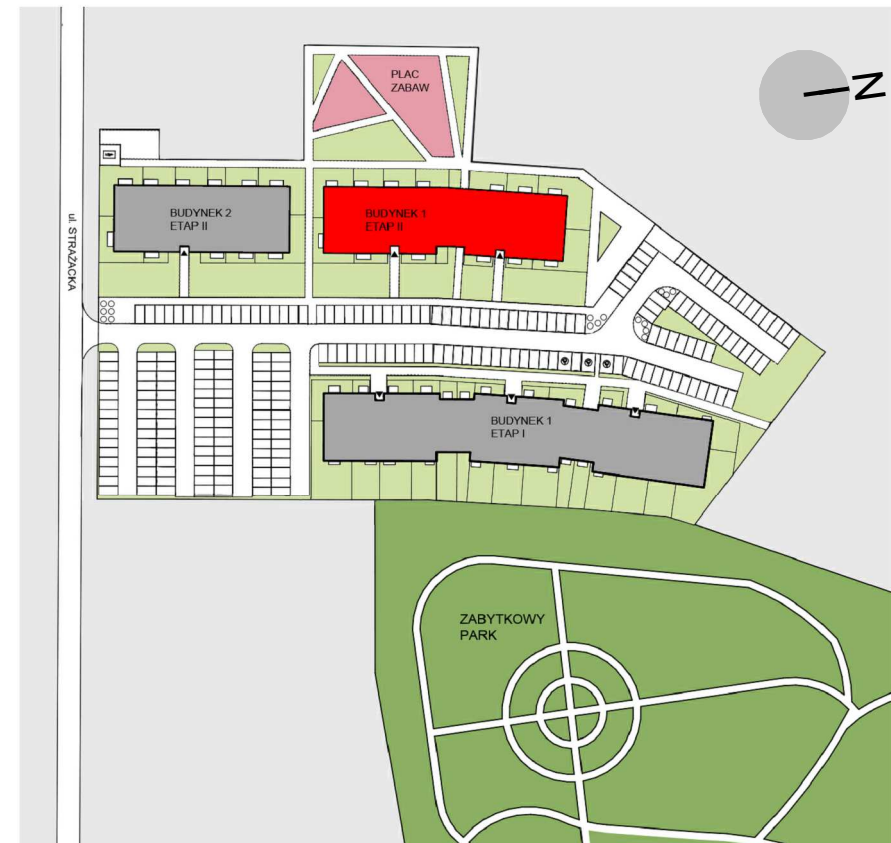 PLAC
ZABAW
N
BUDYNEK 2
ETAP II
BUDYNEK 1
ETAP II
ul. STRAŻACKA
BUDYNEK 1
ETAP I
ZABYTKOWY
PARK